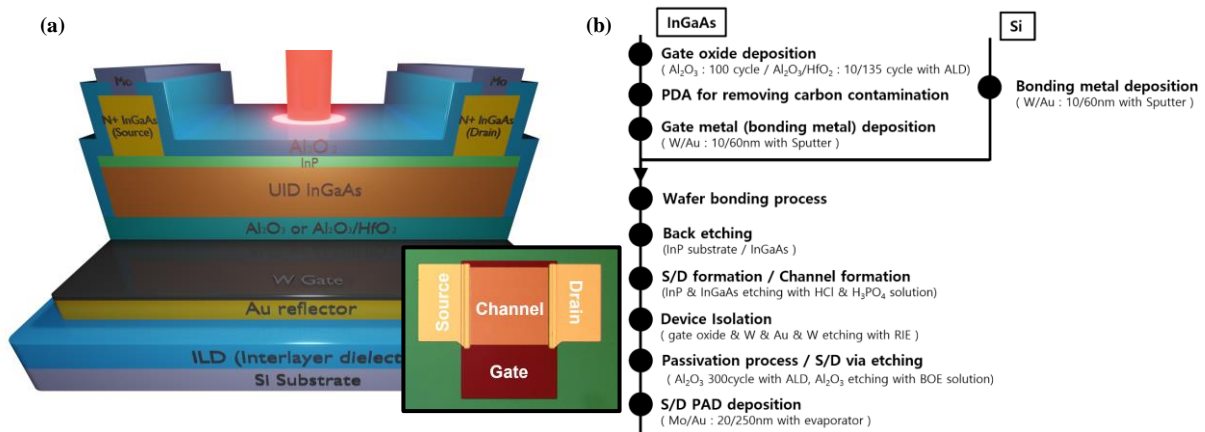 (a)
Mo
Mo
N+ InGaAs
(Source)
N+ InGaAs
(Drain)
Al₂O₃
InP
UID InGaAs
Al₂O₃ or Al₂O₃/HfO₂
W Gate
Au reflector
ILD (Interlayer dielect
Si Substrate
Source
Channel
Drain
Gate
(b)
InGaAs
Si
Gate oxide deposition
( Al₂O₃ : 100 cycle / Al₂O₃/HfO₂ : 10/135 cycle with ALD)
PDA for removing carbon contamination
Gate metal (bonding metal) deposition
( W/Au : 10/60nm with Sputter )
Bonding metal deposition
( W/Au : 10/60nm with Sputter )
Wafer bonding process
Back etching
(InP substrate / InGaAs )
S/D formation / Channel formation
(InP & InGaAs etching with HCl & H₃PO₄ solution)
Device Isolation
( gate oxide & W & Au & W etching with RIE)
Passivation process / S/D via etching
( Al₂O₃ 300cycle with ALD, Al₂O₃ etching with BOE solution)
S/D PAD deposition
( Mo/Au : 20/250nm with evaporator )